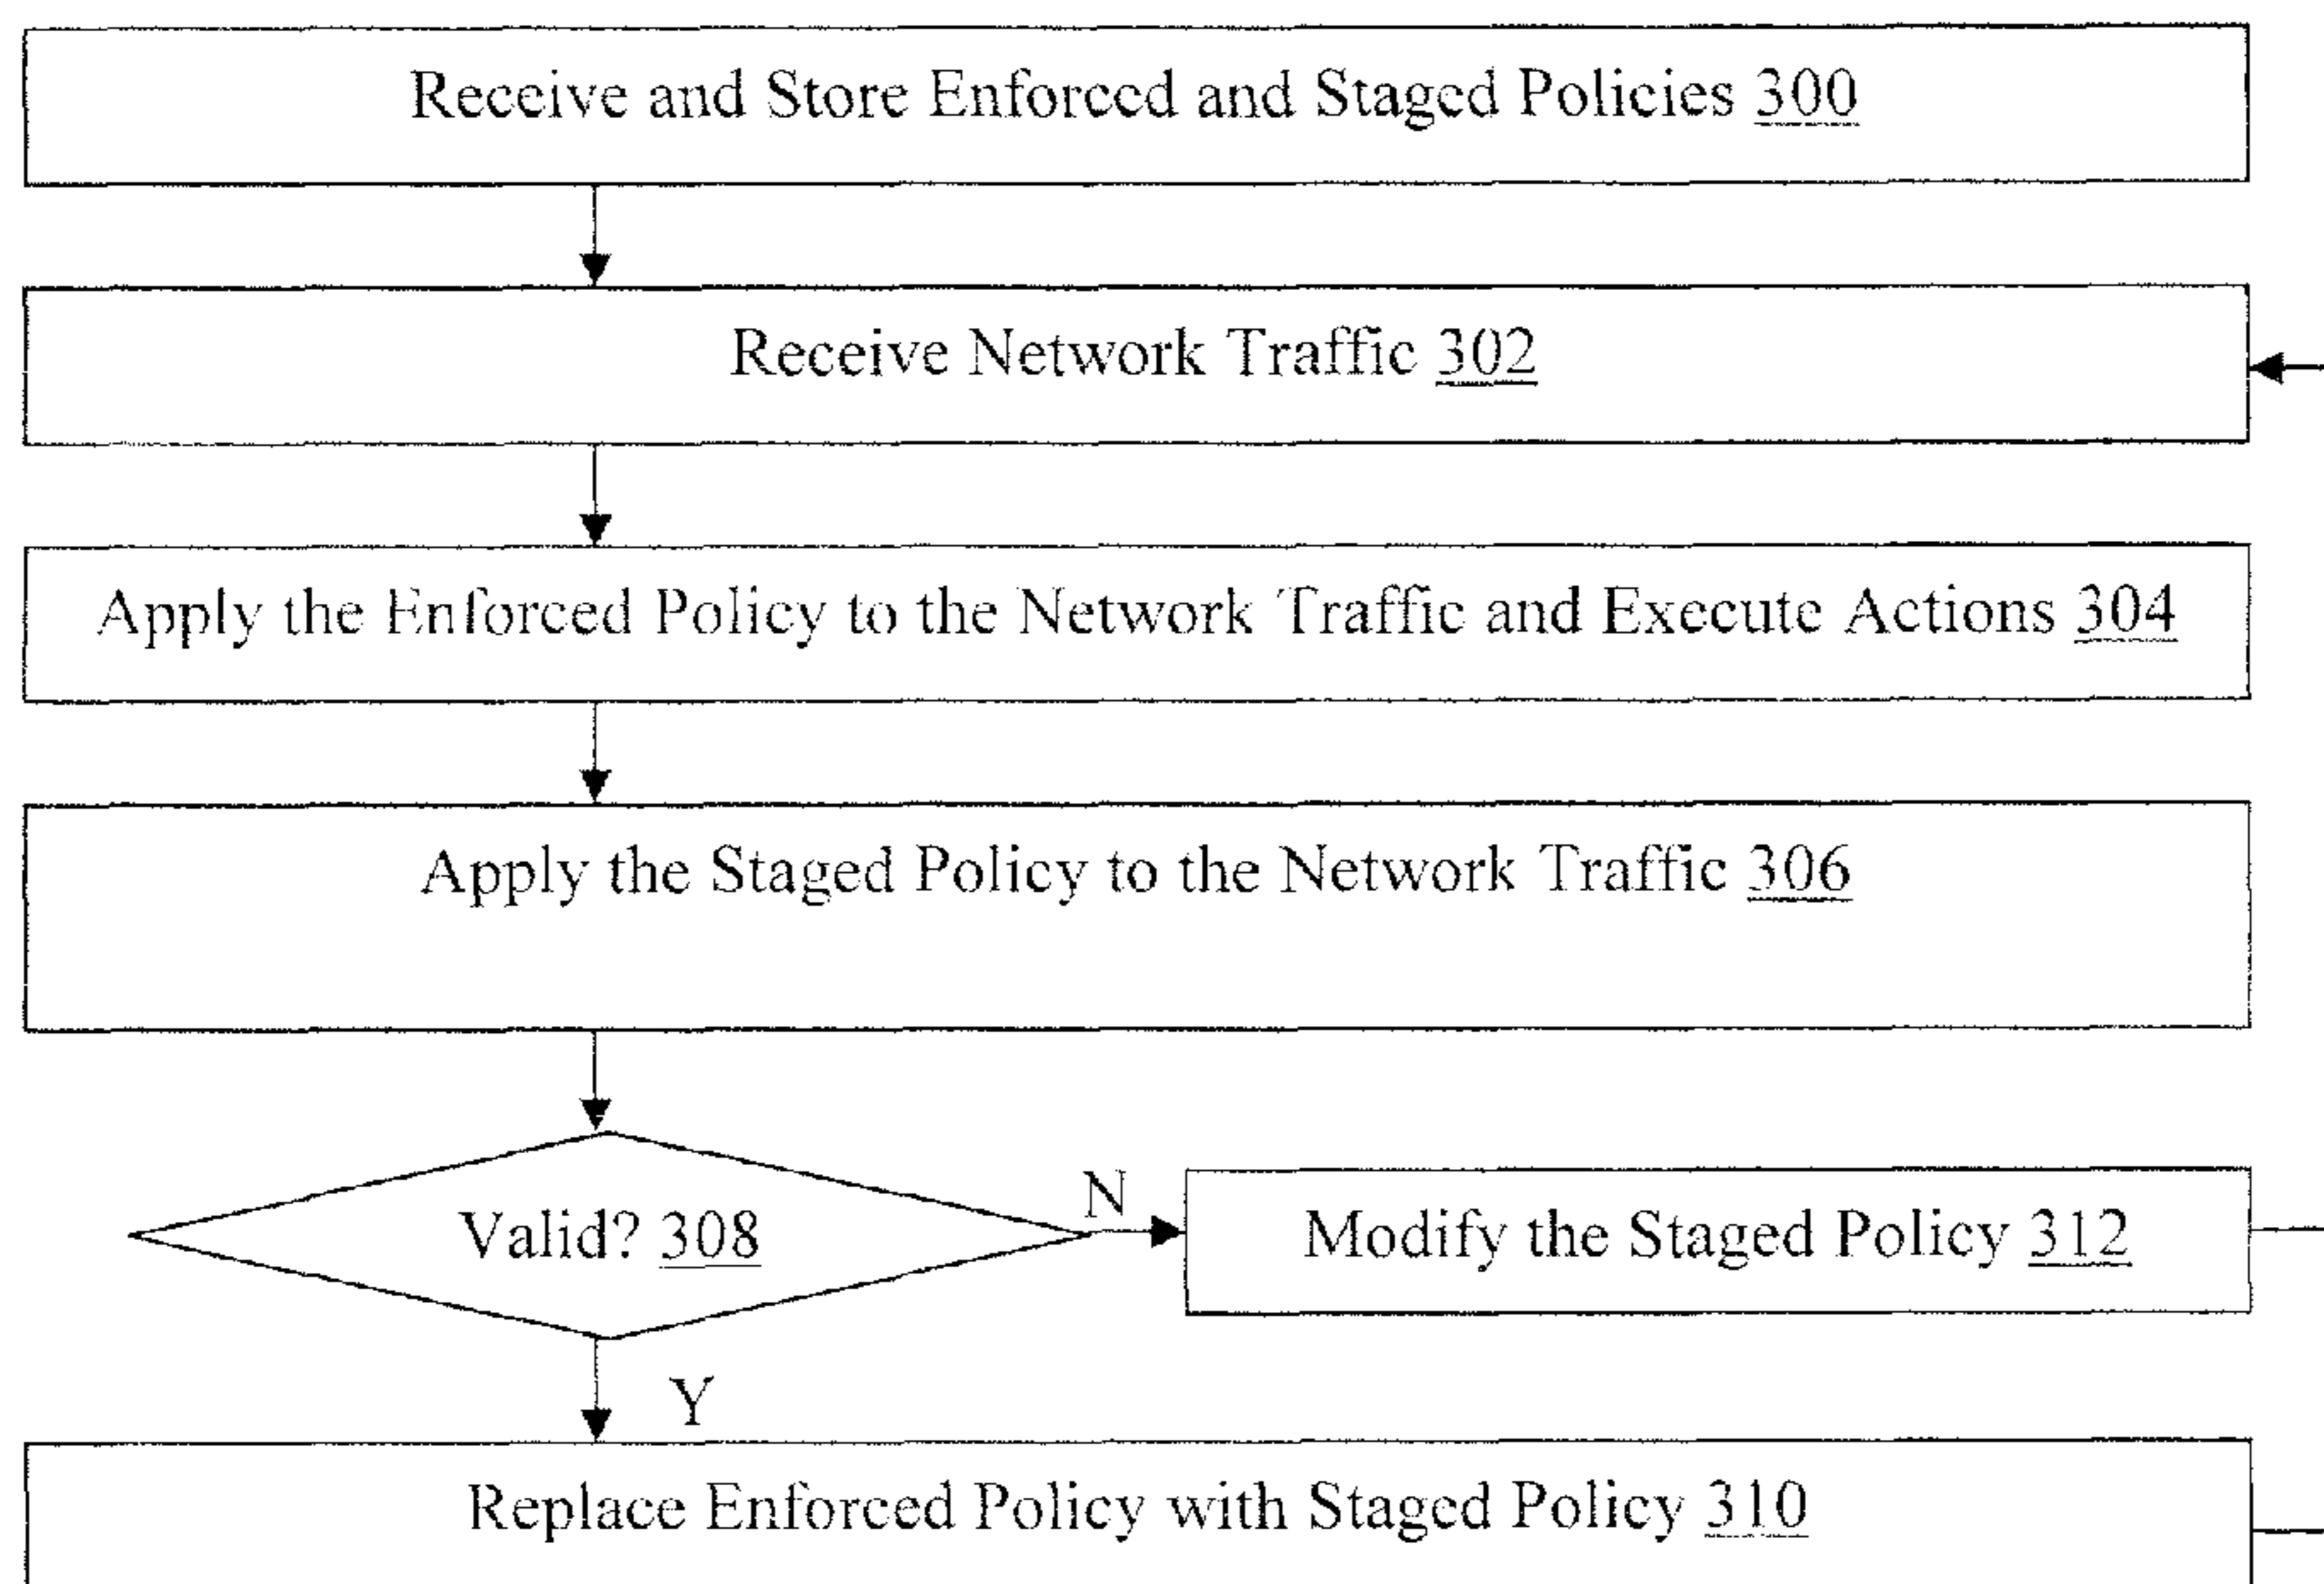 Receive and Store Enforced and Staged Policies 300
Receive Network Traffic 302
Apply the Enforced Policy to the Network Traffic and Execute Actions 304
Apply the Staged Policy to the Network Traffic 306
Valid? 308
N
Modify the Staged Policy 312
Y
Replace Enforced Policy with Staged Policy 310